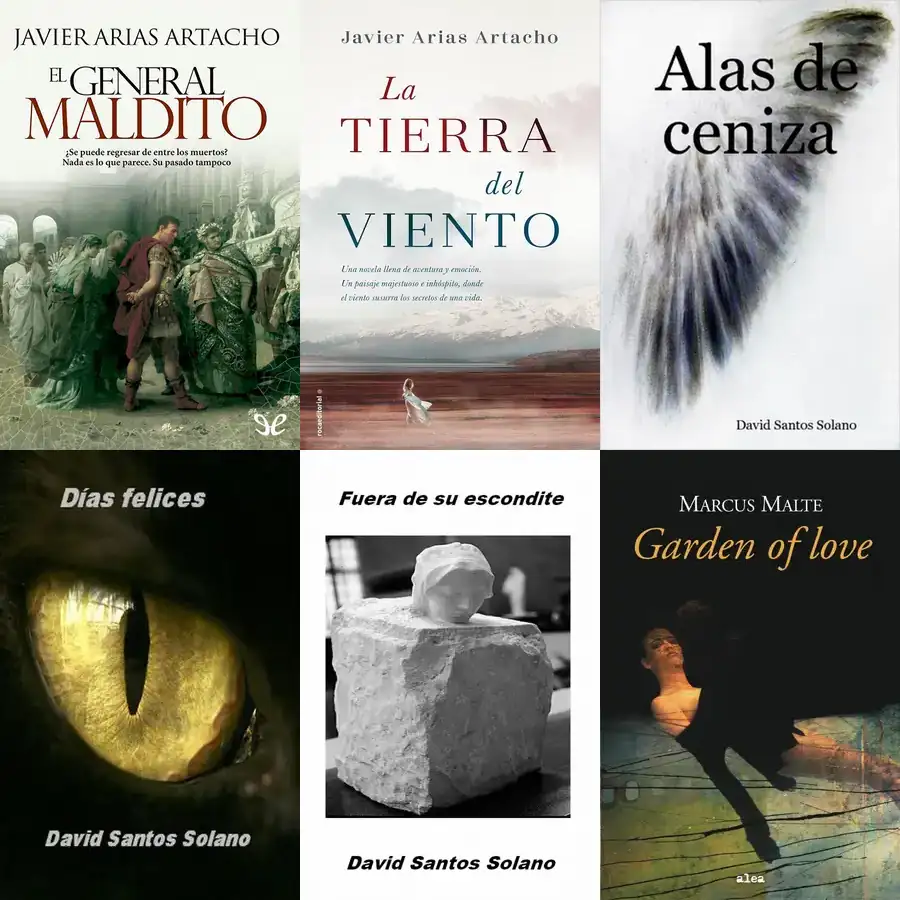 JAVIER ARIAS ARTACHO
EL GENERAL
MALDITO
¿Se puede regresar de entre los muertos?
Nada es lo que parece. Su pasado tampoco
Javier Arias Artacho
La
TIERRA
del
VIENTO
Una novela llena de aventura y emoción.
Un paisaje majestuoso e inhóspito, donde
el viento susurra los secretos de una vida.
rocaeditorial
Alas de
ceniza
David Santos Solano
Días felices
David Santos Solano
Fuera de su escondite
David Santos Solano
MARCUS MALTE
Garden of love
alea